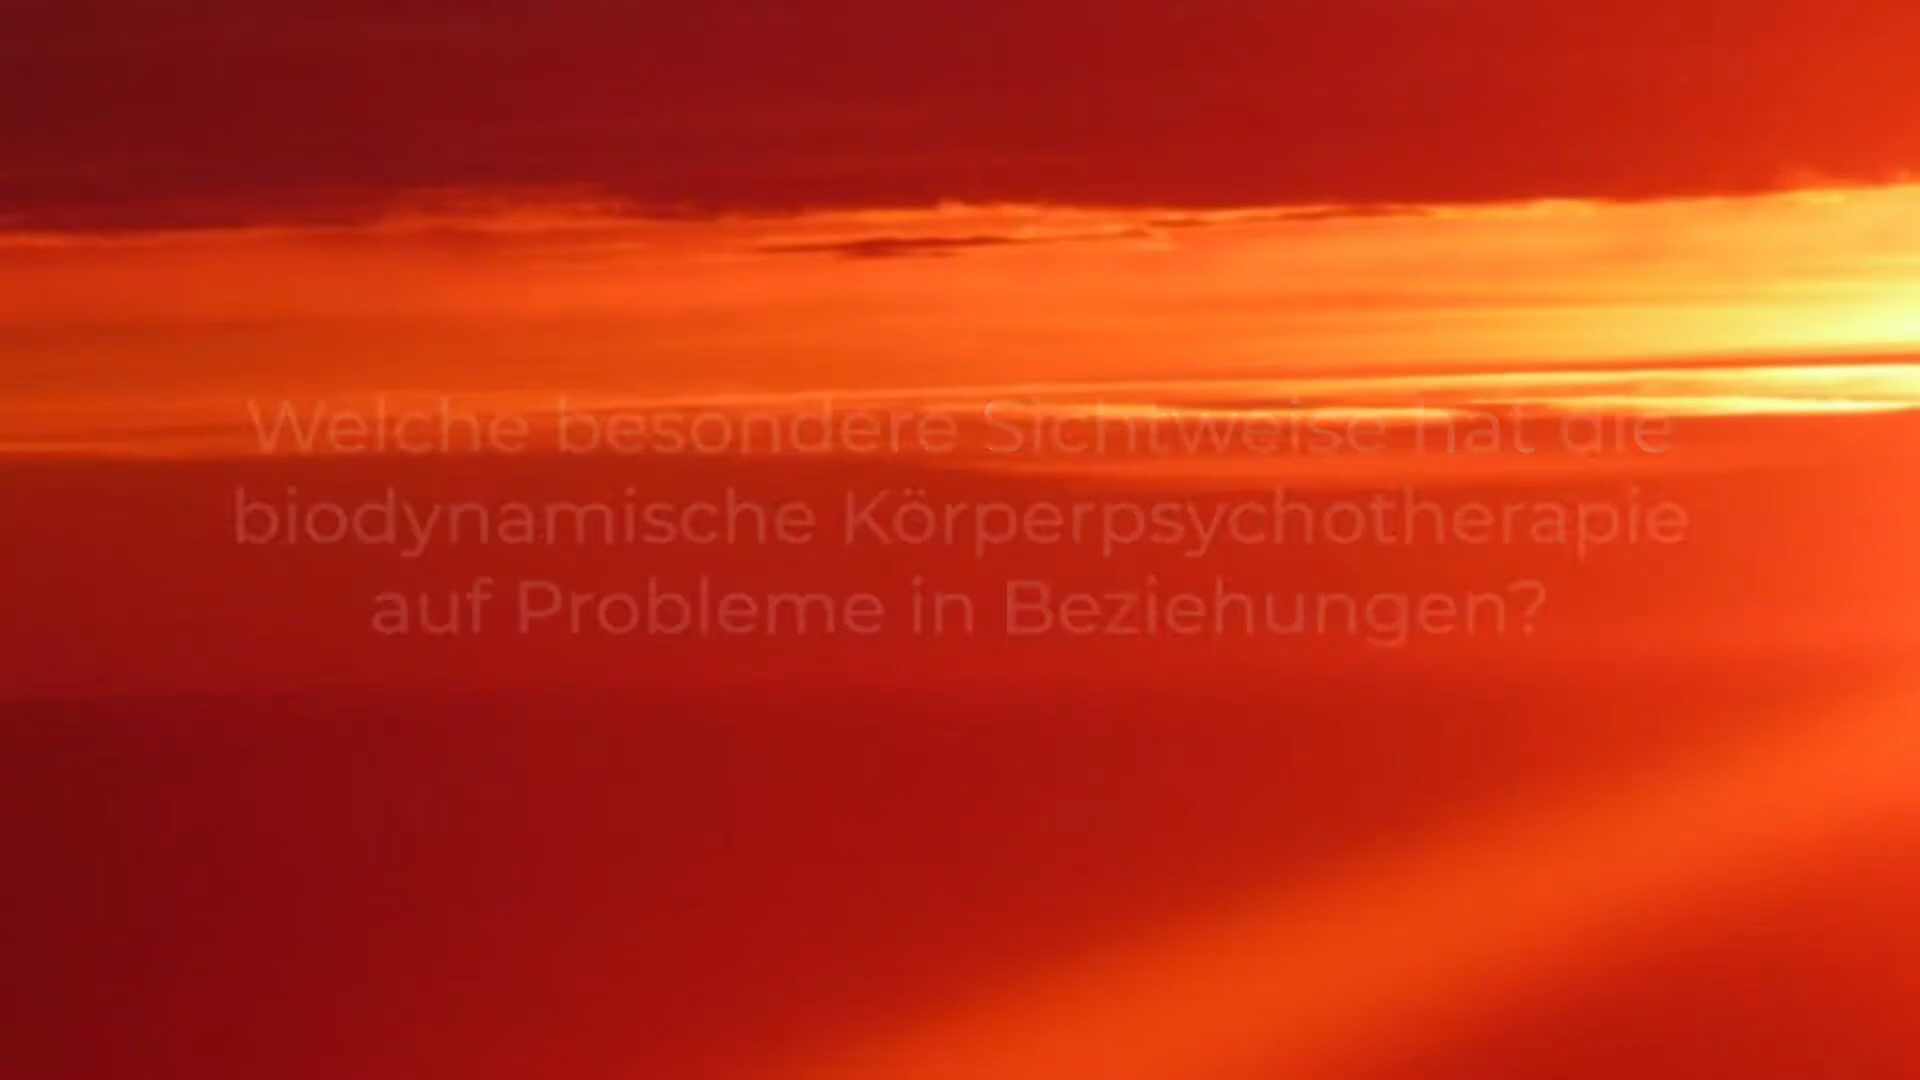 Welche besondere Sichtweise hat die
biodynamische Körperpsychotherapie
auf Probleme in Beziehungen?